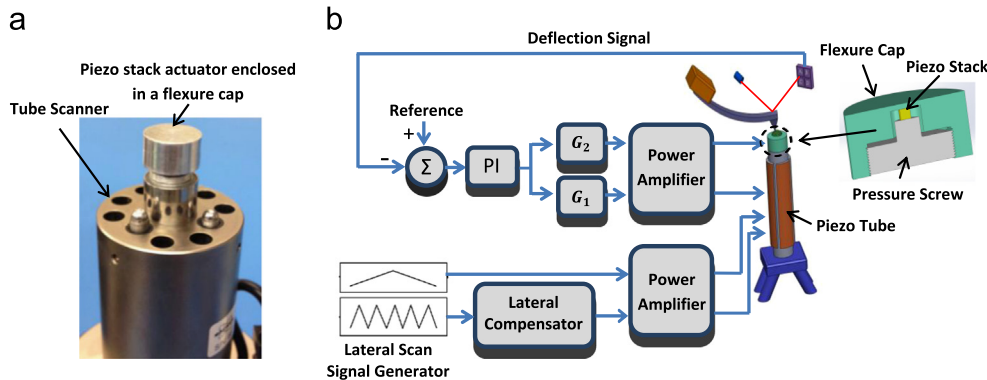 a
Piezo stack actuator enclosed
in a flexure cap
Tube Scanner
b
Deflection Signal
Flexure Cap
Piezo Stack
Reference
+
-
Σ
PI
G₂
G₁
Power
Amplifier
Pressure Screw
Piezo Tube
Lateral
Compensator
Power
Amplifier
Lateral Scan
Signal Generator